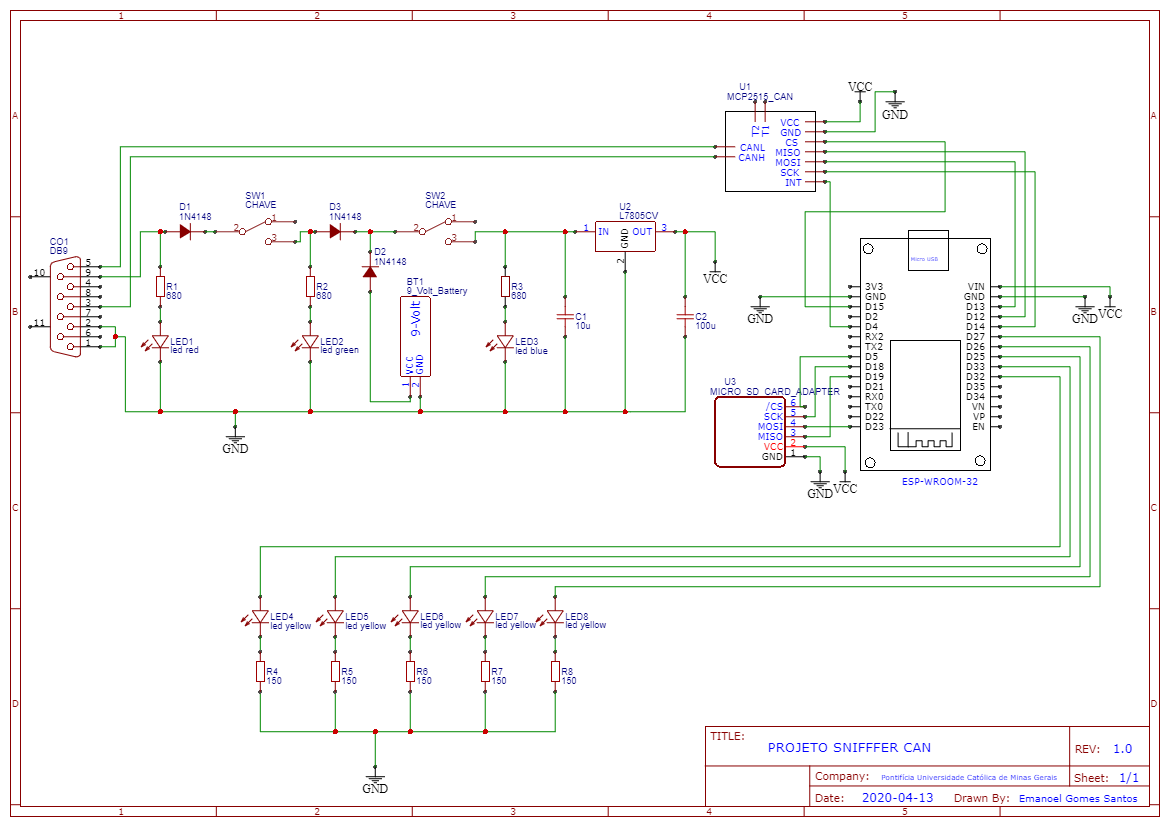 1 2 3 4 5
A
B
C
D
A
B
C
D
U1
MCP2515_CAN
T2
T1
VCC
GND
CS
MISO
MOSI
SCK
INT
CANL
CANH
VCC
GND
D1
1N4148
SW1
CHAVE
2
1
3
D3
1N4148
SW2
CHAVE
2
1
3
U2
L7805CV
1
IN
OUT
3
GND
2
VCC
CO1
DB9
10
11
5
9
4
8
3
7
2
6
1
D2
1N4148
BT1
9_Volt_Battery
9-Volt
VCC
GND
1
2
R1
680
R2
680
R3
680
LED1
led red
LED2
led green
LED3
led blue
C1
10u
C2
100u
GND
Micro USB
3V3
GND
D15
D2
D4
RX2
TX2
D5
D18
D19
D21
RX0
TX0
D22
D23
VIN
GND
D13
D12
D14
D27
D26
D25
D33
D32
D35
D34
VN
VP
EN
ESP-WROOM-32
GND
GND
VCC
U3
MICRO_SD_CARD_ADAPTER
/CS
SCK
MOSI
MISO
VCC
GND
6
5
4
3
2
1
GND
VCC
LED4
led yellow
LED5
led yellow
LED6
led yellow
LED7
led yellow
LED8
led yellow
R4
150
R5
150
R6
150
R7
150
R8
150
GND
TITLE:
PROJETO SNIFFFER CAN
REV: 1.0
Company: Pontifícia Universidade Católica de Minas Gerais
Sheet: 1/1
Date: 2020-04-13
Drawn By: Emanoel Gomes Santos
1 2 3 4 5